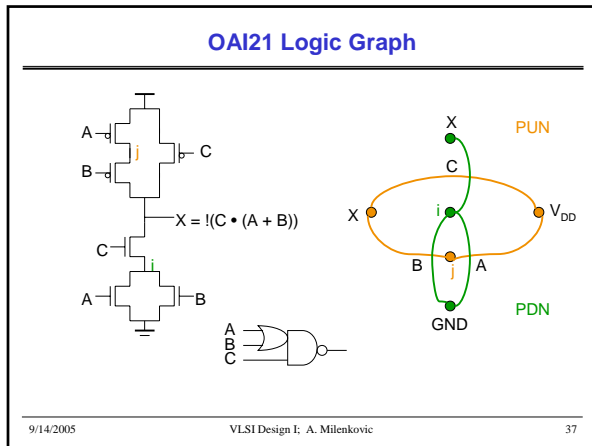 OAI21 Logic Graph
A
j
C
B
X = !(C • (A + B))
C
i
A
B
A
B
C
X
PUN
C
X
i
VDD
B
j
A
GND
PDN
9/14/2005
VLSI Design I; A. Milenkovic
37